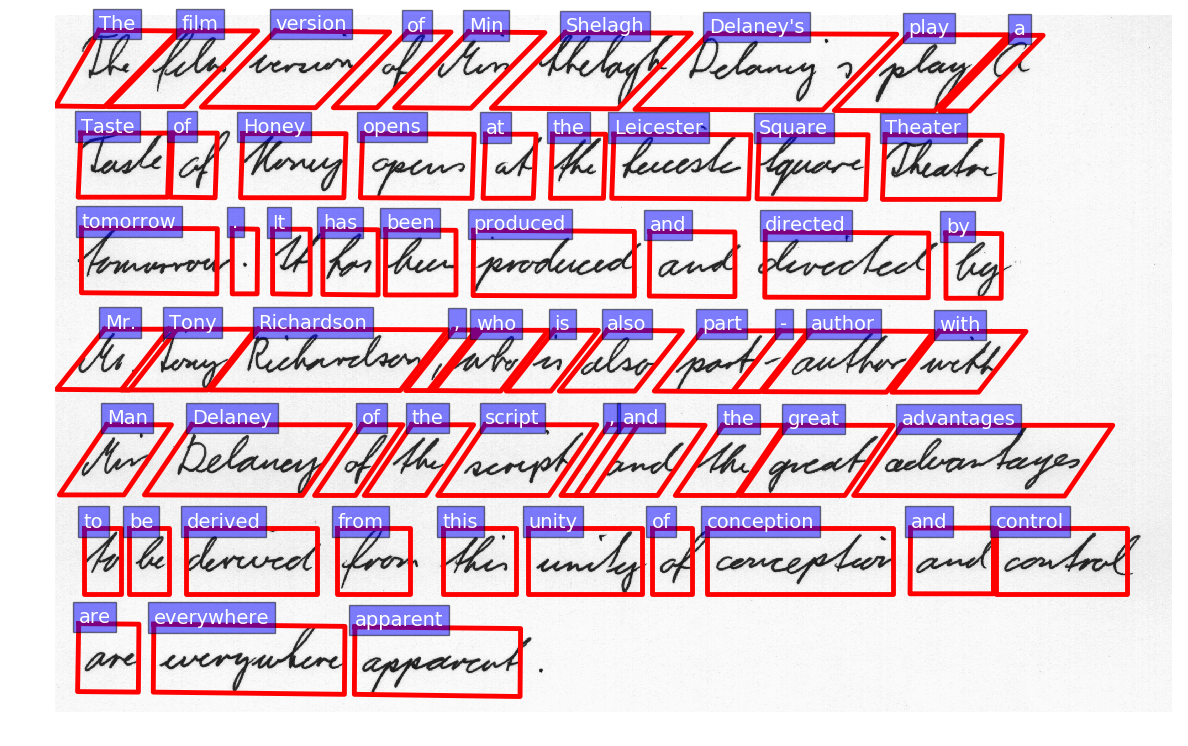 The film version of Min Shelagh Delaney's play a
The film version of Miss Shelagh Delaney's play A
Taste of Honey opens at the Leicester Square Theater
Taste of Honey opens at the Leicester Square Theatre
tomorrow . It has been produced and directed by
tomorrow. It has been produced and directed by
Mr. Tony Richardson , who is also part - author with
Mr. Tony Richardson, who is also part-author with
Man Delaney of the script , and the great advantages
Miss Delaney of the script and the great advantages
to be derived from this unity of conception and control
to be derived from this unity of conception and control
are everywhere apparent
are everywhere apparent.